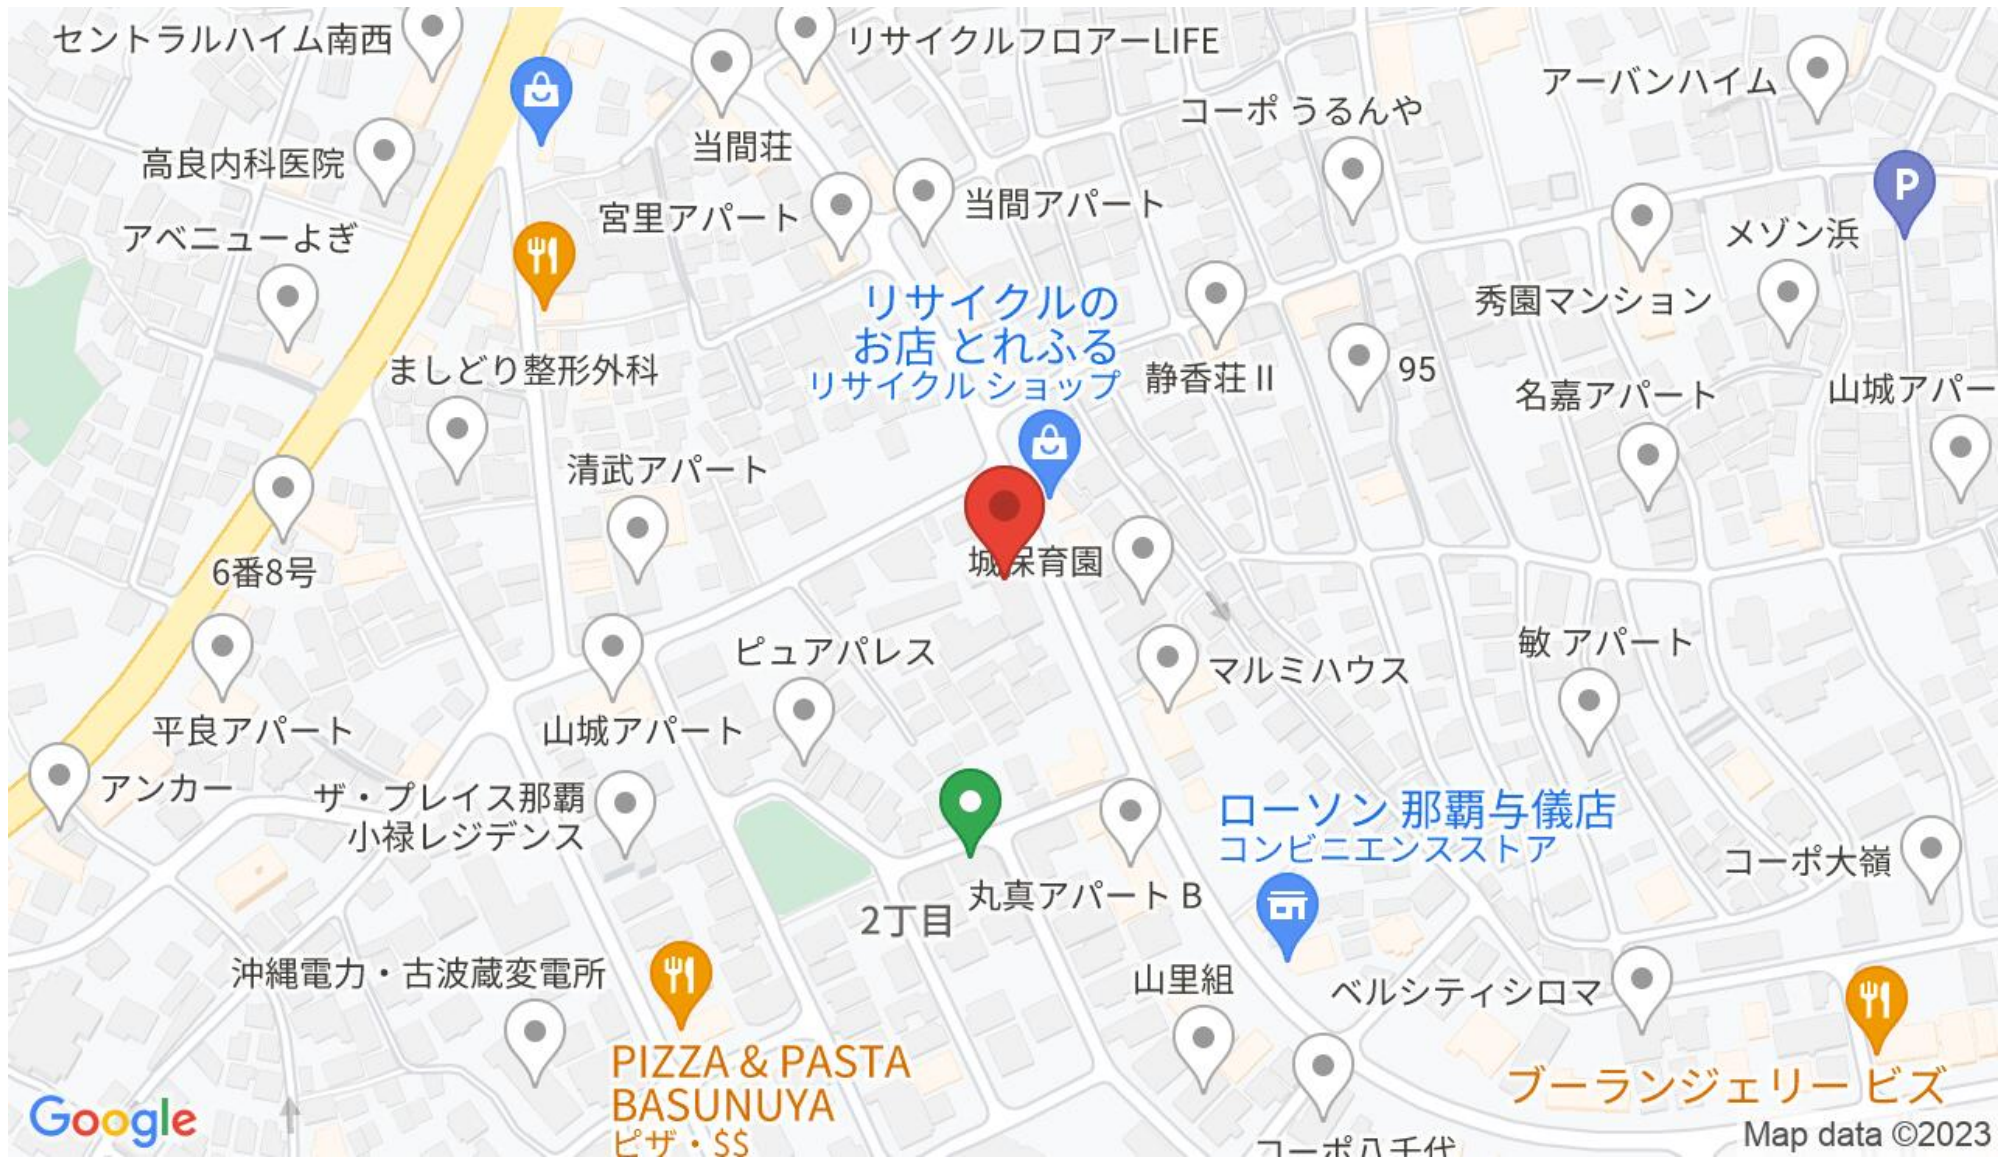 セントラルハイム南西
リサイクルフロアーLIFE
アーバンハイム
コーポ うるんや
高良内科医院
当間荘
P
アベニューよぎ
宮里アパート
当間アパート
メゾン浜
秀園マンション
リサイクルの
お店 とれふる
リサイクル ショップ
ましどり整形外科
静香荘 II
95
名嘉アパート
山城アパー
清武アパート
6番8号
城保育園
ピュアパレス
マルミハウス
敏 アパート
平良アパート
山城アパート
アンカー
ザ・プレイス那覇
小禄レジデンス
ローソン 那覇与儀店
コンビニエンスストア
コーポ大嶺
丸真アパート B
2丁目
沖縄電力・古波蔵変電所
山里組
ベルシティシロマ
PIZZA & PASTA
BASUNUYA
ピザ・$$
ブーランジェリー ビズ
コーポ八千代
Google
Map data ©2023